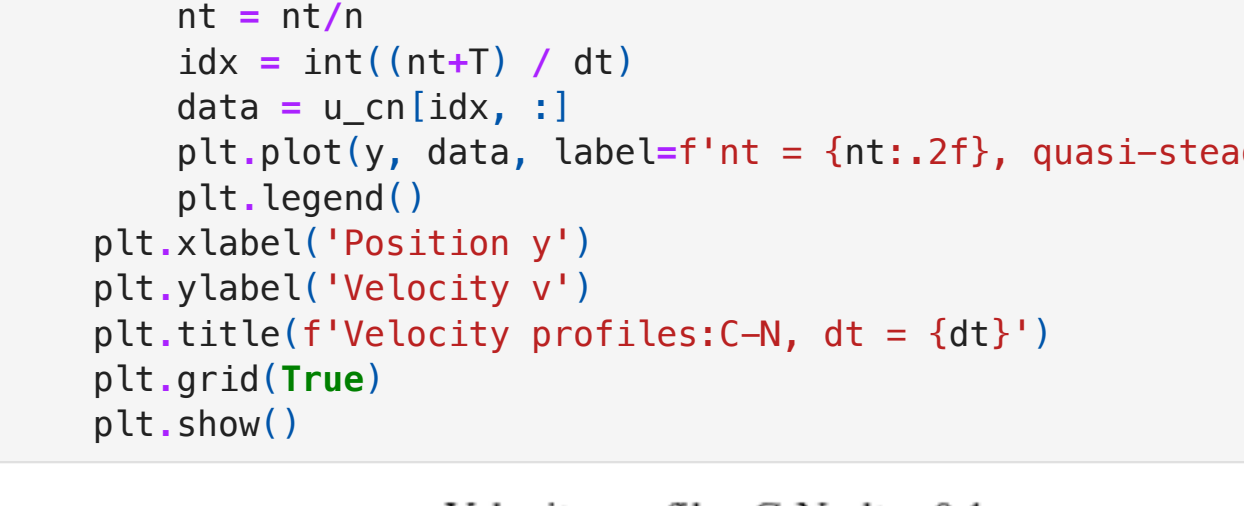 nt = nt/n
idx = int((nt+T) / dt)
data = u_cn[idx, :]
plt.plot(y, data, label=f'nt = {nt:.2f}, quasi-stead
plt.legend()
plt.xlabel('Position y')
plt.ylabel('Velocity v')
plt.title(f'Velocity profiles:C-N, dt = {dt}')
plt.grid(True)
plt.show()